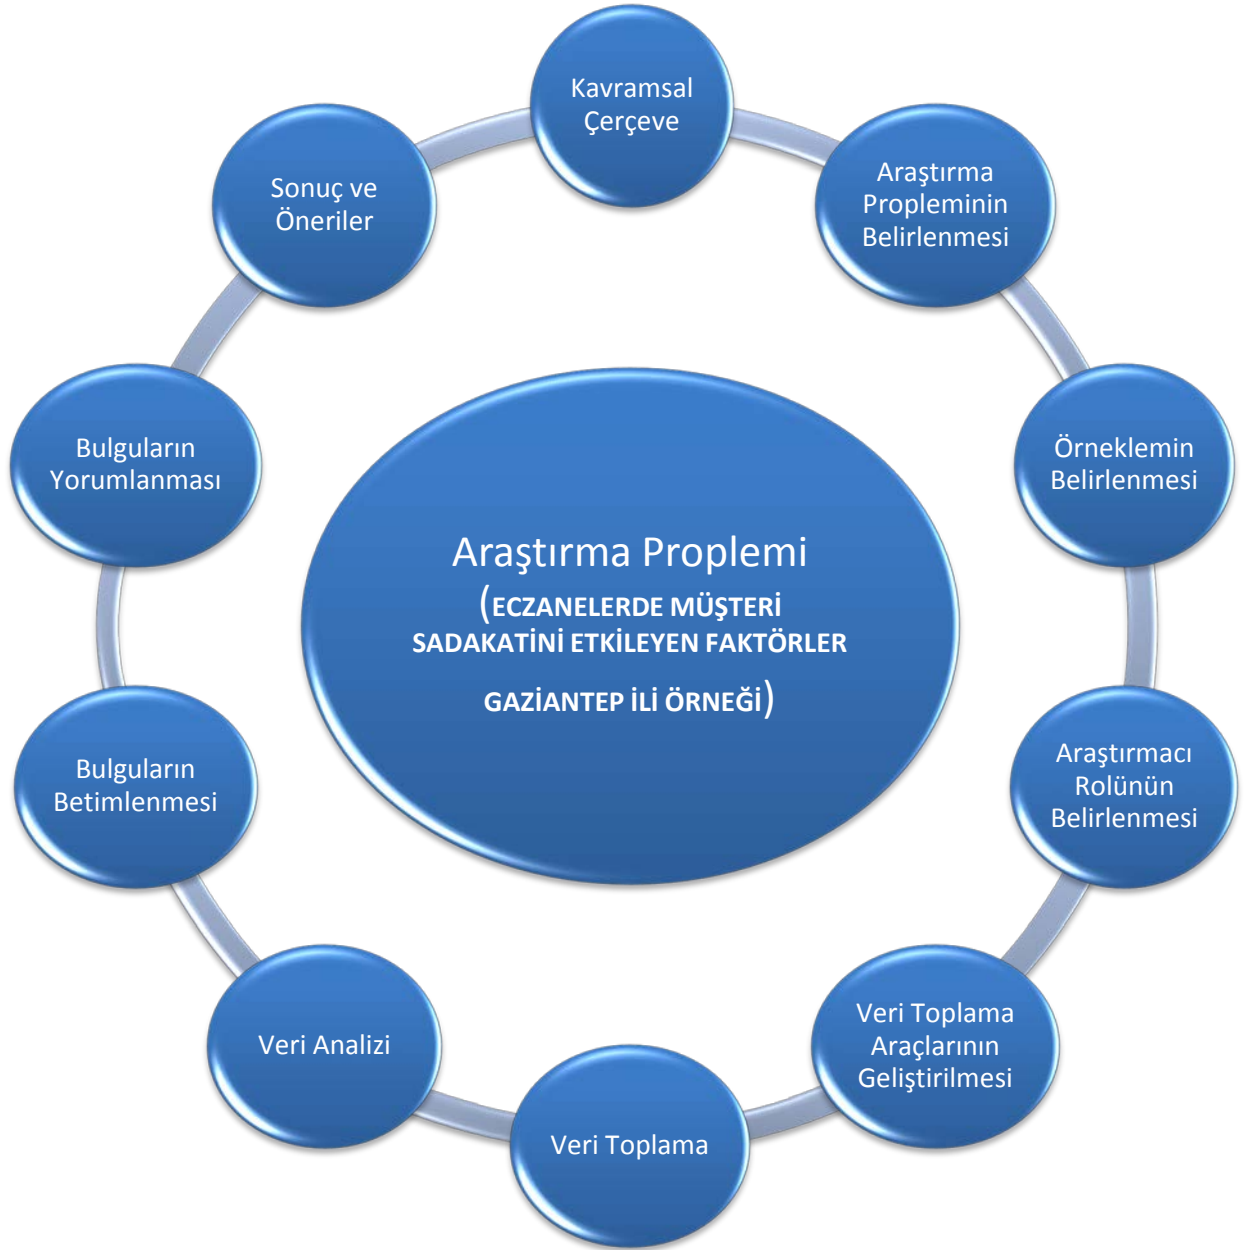 Kavramsal
Çerçeve
Araştırma
Propleminin
Belirlenmesi
Örneklemin
Belirlenmesi
Araştırmacı
Rolünün
Belirlenmesi
Veri Toplama
Araçlarının
Geliştirilmesi
Veri Toplama
Veri Analizi
Bulguların
Betimlenmesi
Bulguların
Yorumlanması
Sonuç ve
Öneriler
Araştırma Proplemi
(ECZANELERDE MÜŞTERİ
SADAKATİNİ ETKİLEYEN FAKTÖRLER
GAZİANTEP İLİ ÖRNEĞİ)